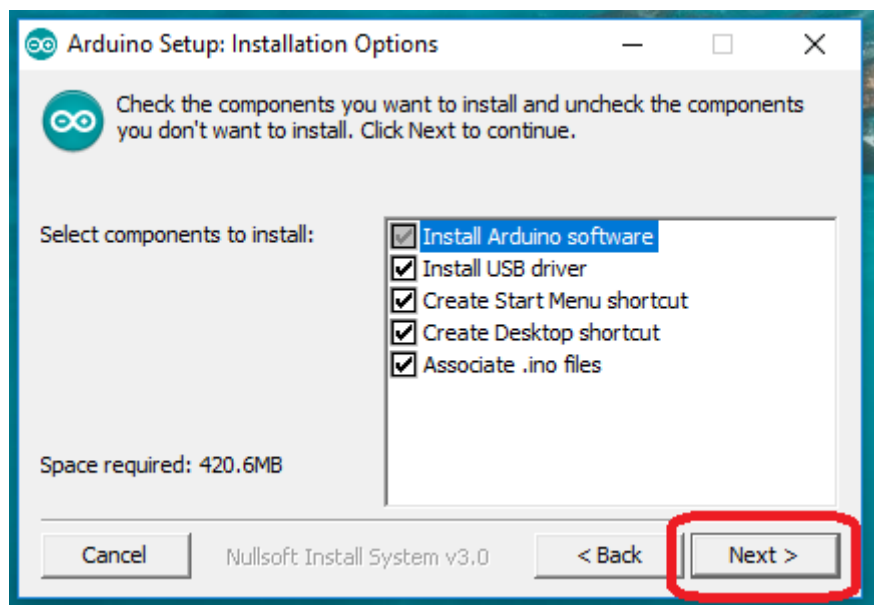 Arduino Setup: Installation Options
Check the components you want to install and uncheck the components
you don't want to install. Click Next to continue.
Select components to install:
Install Arduino software
Install USB driver
Create Start Menu shortcut
Create Desktop shortcut
Associate .ino files
Space required: 420.6MB
Cancel
Nullsoft Install System v3.0
< Back
Next >